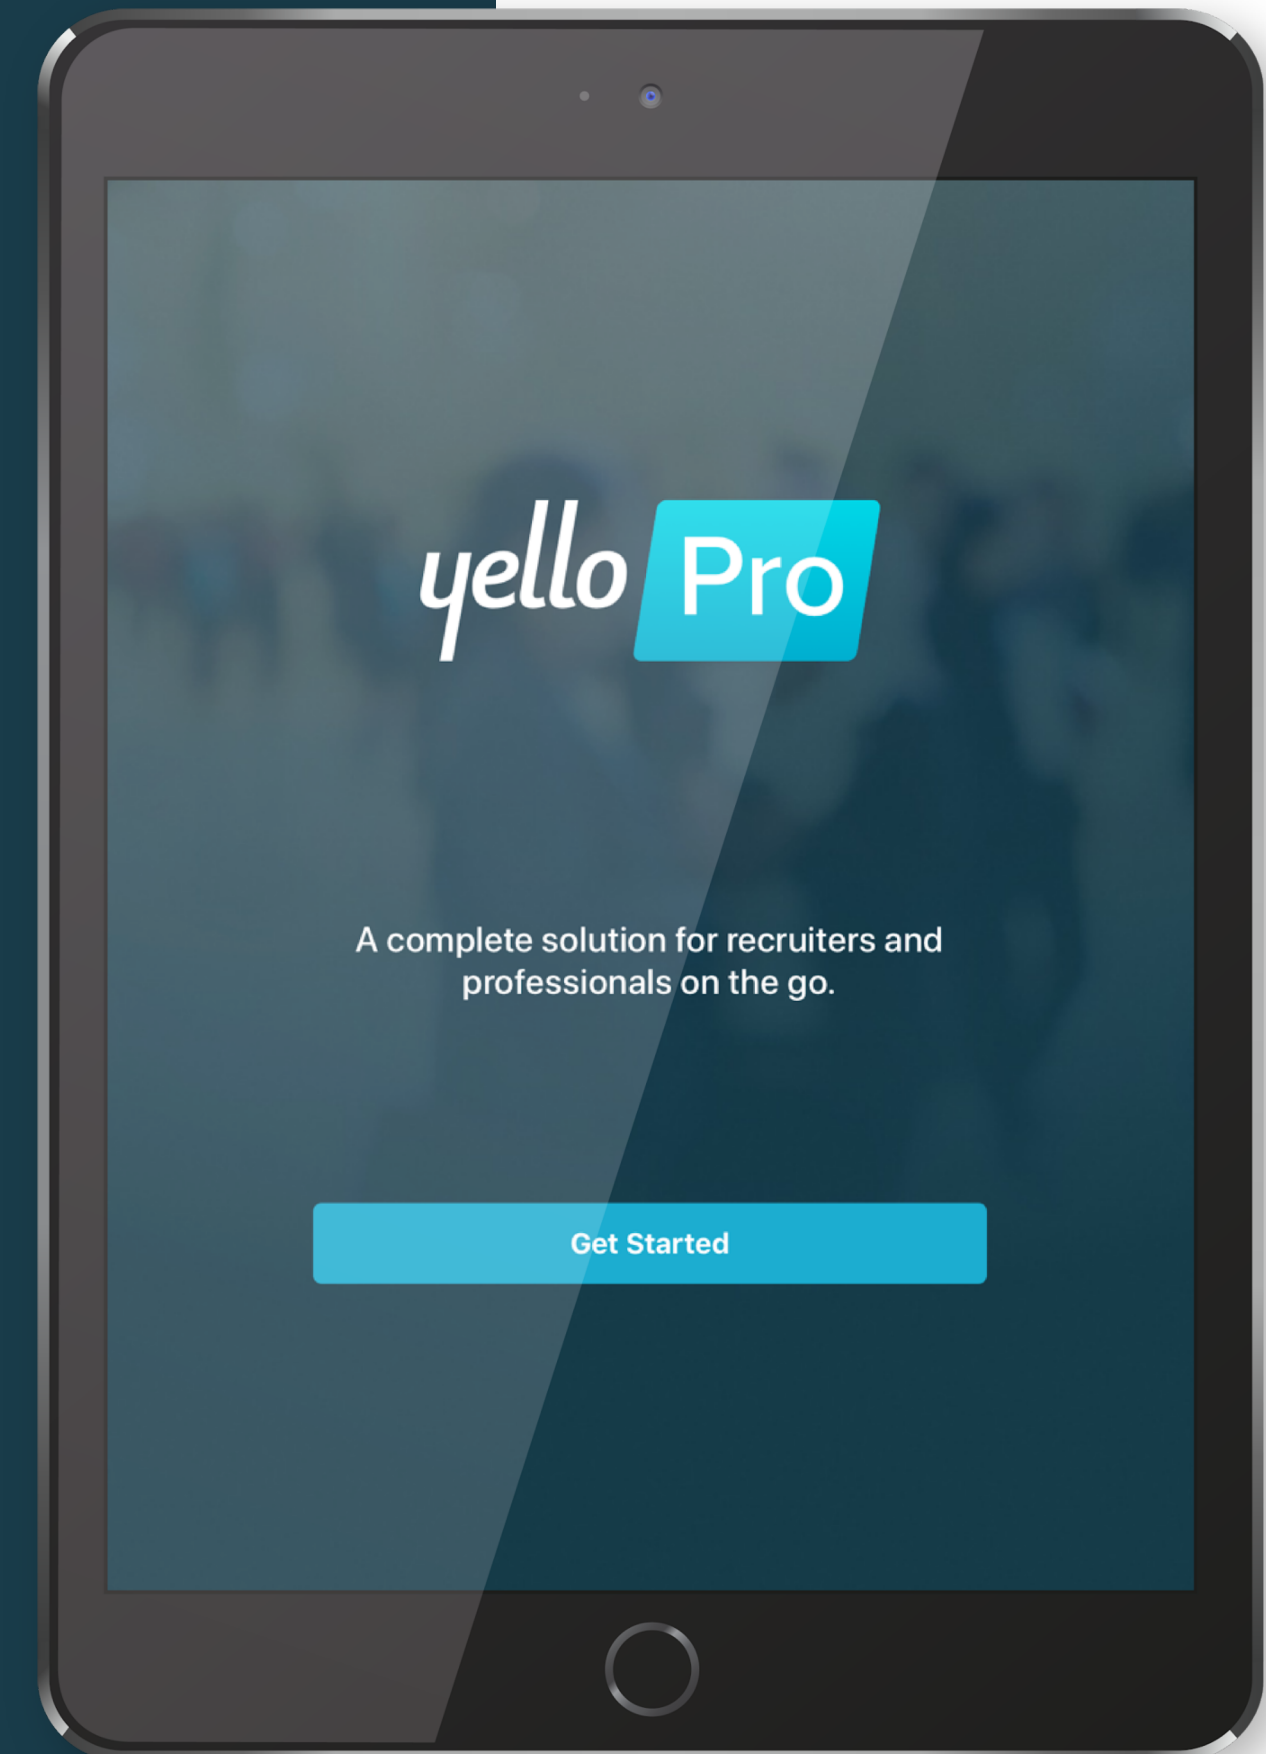 yello Pro
A complete solution for recruiters and
professionals on the go.
Get Started